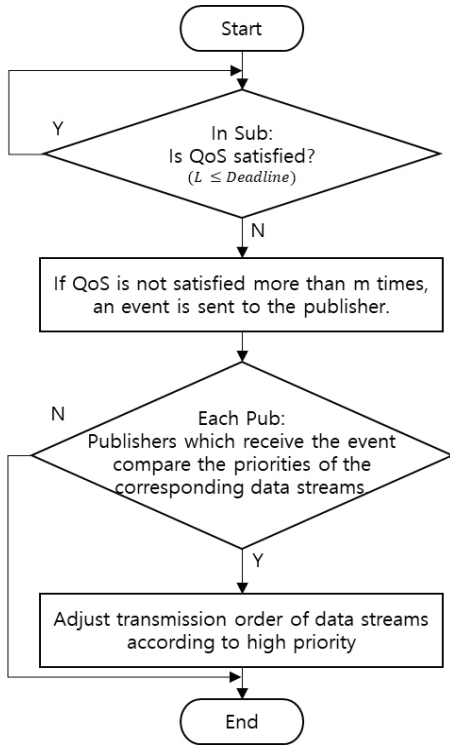 Start
Y
In Sub:
Is QoS satisfied?
(L ≤ Deadline)
N
If QoS is not satisfied more than m times,
an event is sent to the publisher.
N
Each Pub:
Publishers which receive the event
compare the priorities of the
corresponding data streams
Y
Adjust transmission order of data streams
according to high priority
End